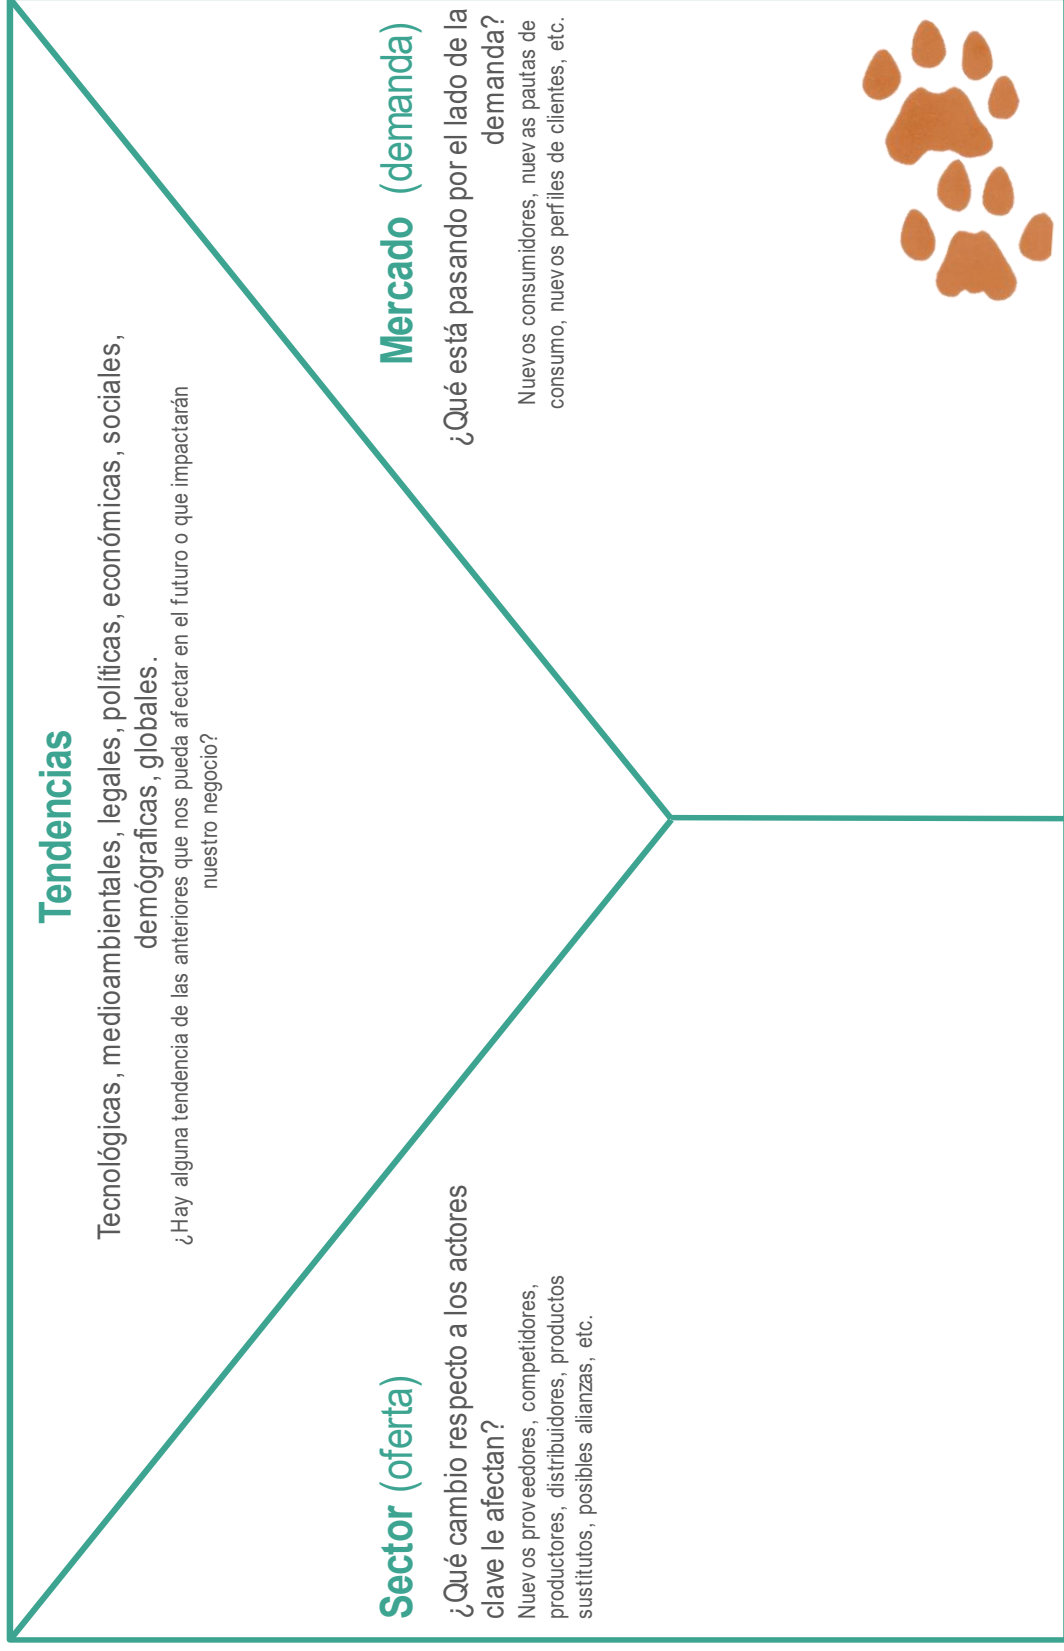 Tendencias
Tecnológicas, medioambientales, legales, políticas, económicas, sociales,
demógraficas, globales.
¿Hay alguna tendencia de las anteriores que nos pueda afectar en el futuro o que impactarán
nuestro negocio?
Sector (oferta)
¿Qué cambio respecto a los actores
clave le afectan?
Nuevos proveedores, competidores,
productores, distribuidores, productos
sustitutos, posibles alianzas, etc.
Mercado (demanda)
¿Qué está pasando por el lado de la
demanda?
Nuevos consumidores, nuevas pautas de
consumo, nuevos perfiles de clientes, etc.